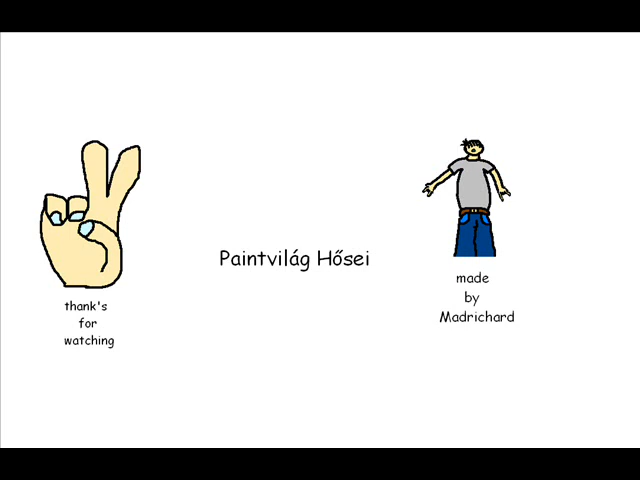 thank's
for
watching
Paintvilág Hősei
made
by
Madrichard